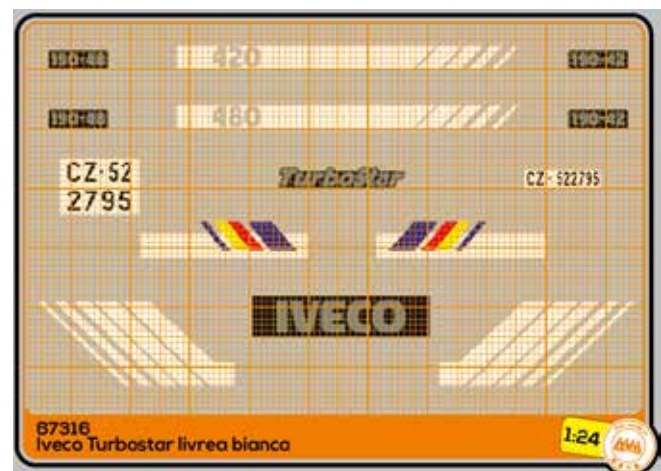 190-48 420 190-42
190-48 480 190-42
CZ-52
2795
TurboStar
CZ-522795
IVECO
87316
Iveco Turbostar livrea bianca
1:24